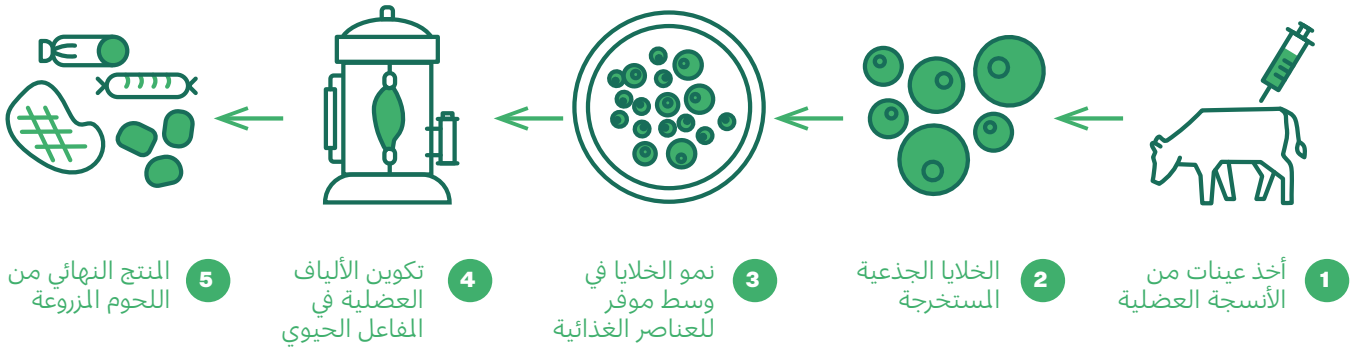 1
أخذ عينات من
الأنسجة العضلية
2
الخلايا الجذعية
المستخرجة
3
نمو الخلايا في
وسط موفر
للعناصر الغذائية
4
تكوين الألياف
العضلية في
المفاعل الحيوي
5
المنتج النهائي من
اللحوم المزروعة